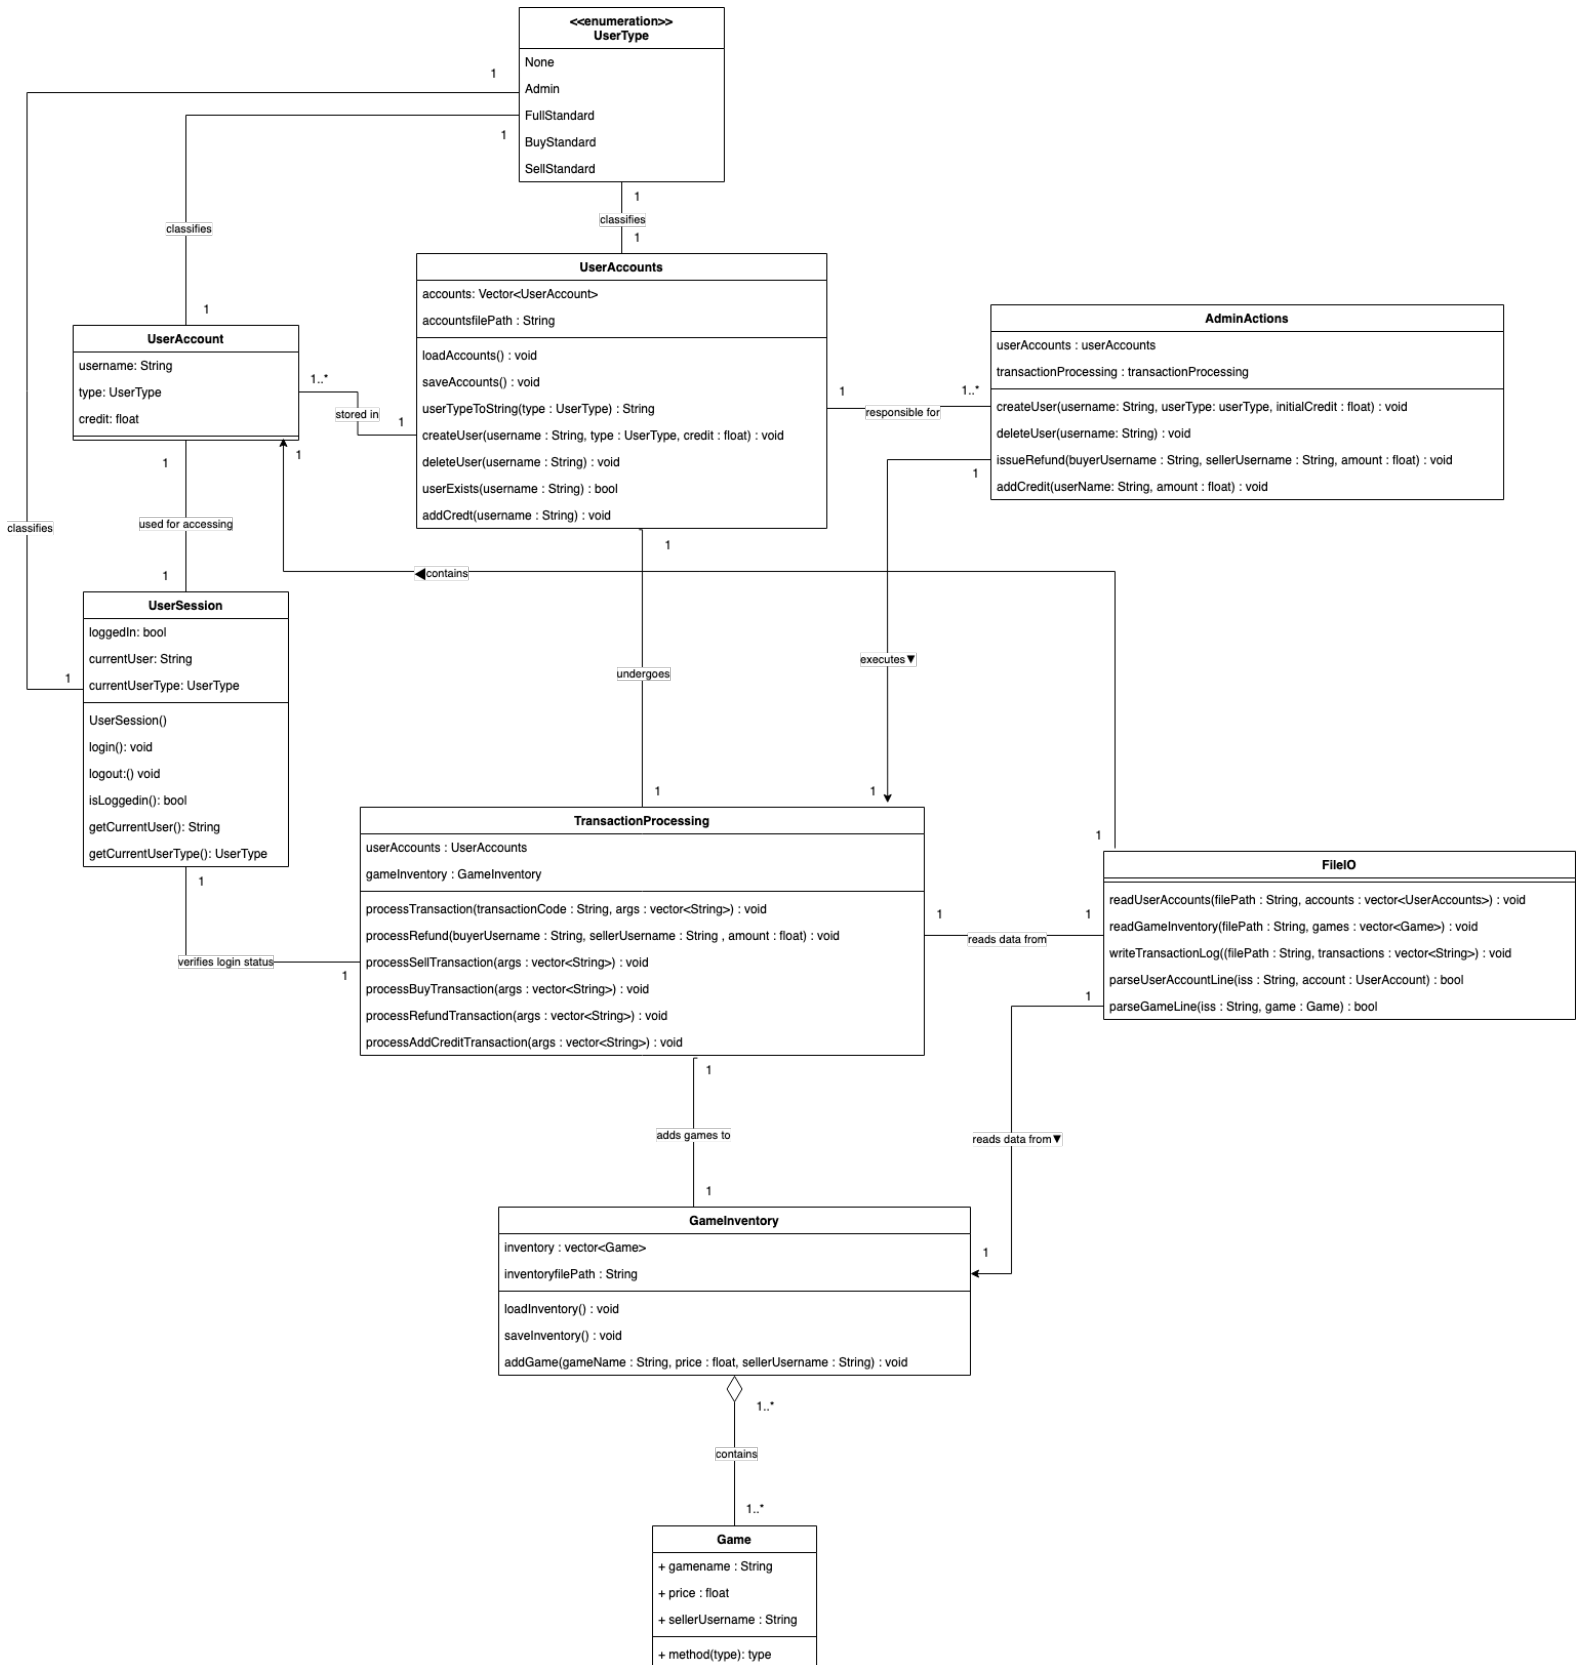 <<enumeration>>
UserType
None
Admin
FullStandard
BuyStandard
SellStandard
1
1
1
classifies
1
classifies
1
UserAccounts
accounts: Vector<UserAccount>
accountsfilePath : String
loadAccounts() : void
saveAccounts() : void
userTypeToString(type : UserType) : String
createUser(username : String, type : UserType, credit : float) : void
deleteUser(username : String) : void
userExists(username : String) : bool
addCredt(username : String) : void
AdminActions
userAccounts : userAccounts
transactionProcessing : transactionProcessing
createUser(username: String, userType: userType, initialCredit : float) : void
deleteUser(username: String) : void
issueRefund(buyerUsername : String, sellerUsername : String, amount : float) : void
addCredit(userName: String, amount : float) : void
UserAccount
username: String
type: UserType
credit: float
1..*
stored in
1
1
responsible for
1..*
1
1
1
used for accessing
1
classifies
1
1
◀contains
undergoes
executes▼
1
1
1
UserSession
loggedIn: bool
currentUser: String
currentUserType: UserType
UserSession()
login(): void
logout:() void
isLoggedin(): bool
getCurrentUser(): String
getCurrentUserType(): UserType
1
verifies login status
1
TransactionProcessing
userAccounts : UserAccounts
gameInventory : GameInventory
processTransaction(transactionCode : String, args : vector<String>) : void
processRefund(buyerUsername : String, sellerUsername : String , amount : float) : void
processSellTransaction(args : vector<String>) : void
processBuyTransaction(args : vector<String>) : void
processRefundTransaction(args : vector<String>) : void
processAddCreditTransaction(args : vector<String>) : void
1
reads data from
1
FileIO
readUserAccounts(filePath : String, accounts : vector<UserAccounts>) : void
readGameInventory(filePath : String, games : vector<Game>) : void
writeTransactionLog((filePath : String, transactions : vector<String>) : void
parseUserAccountLine(iss : String, account : UserAccount) : bool
parseGameLine(iss : String, game : Game) : bool
1
1
adds games to
1
reads data from▼
1
GameInventory
inventory : vector<Game>
inventoryfilePath : String
loadInventory() : void
saveInventory() : void
addGame(gameName : String, price : float, sellerUsername : String) : void
1..*
contains
1..*
Game
+ gamename : String
+ price : float
+ sellerUsername : String
+ method(type): type